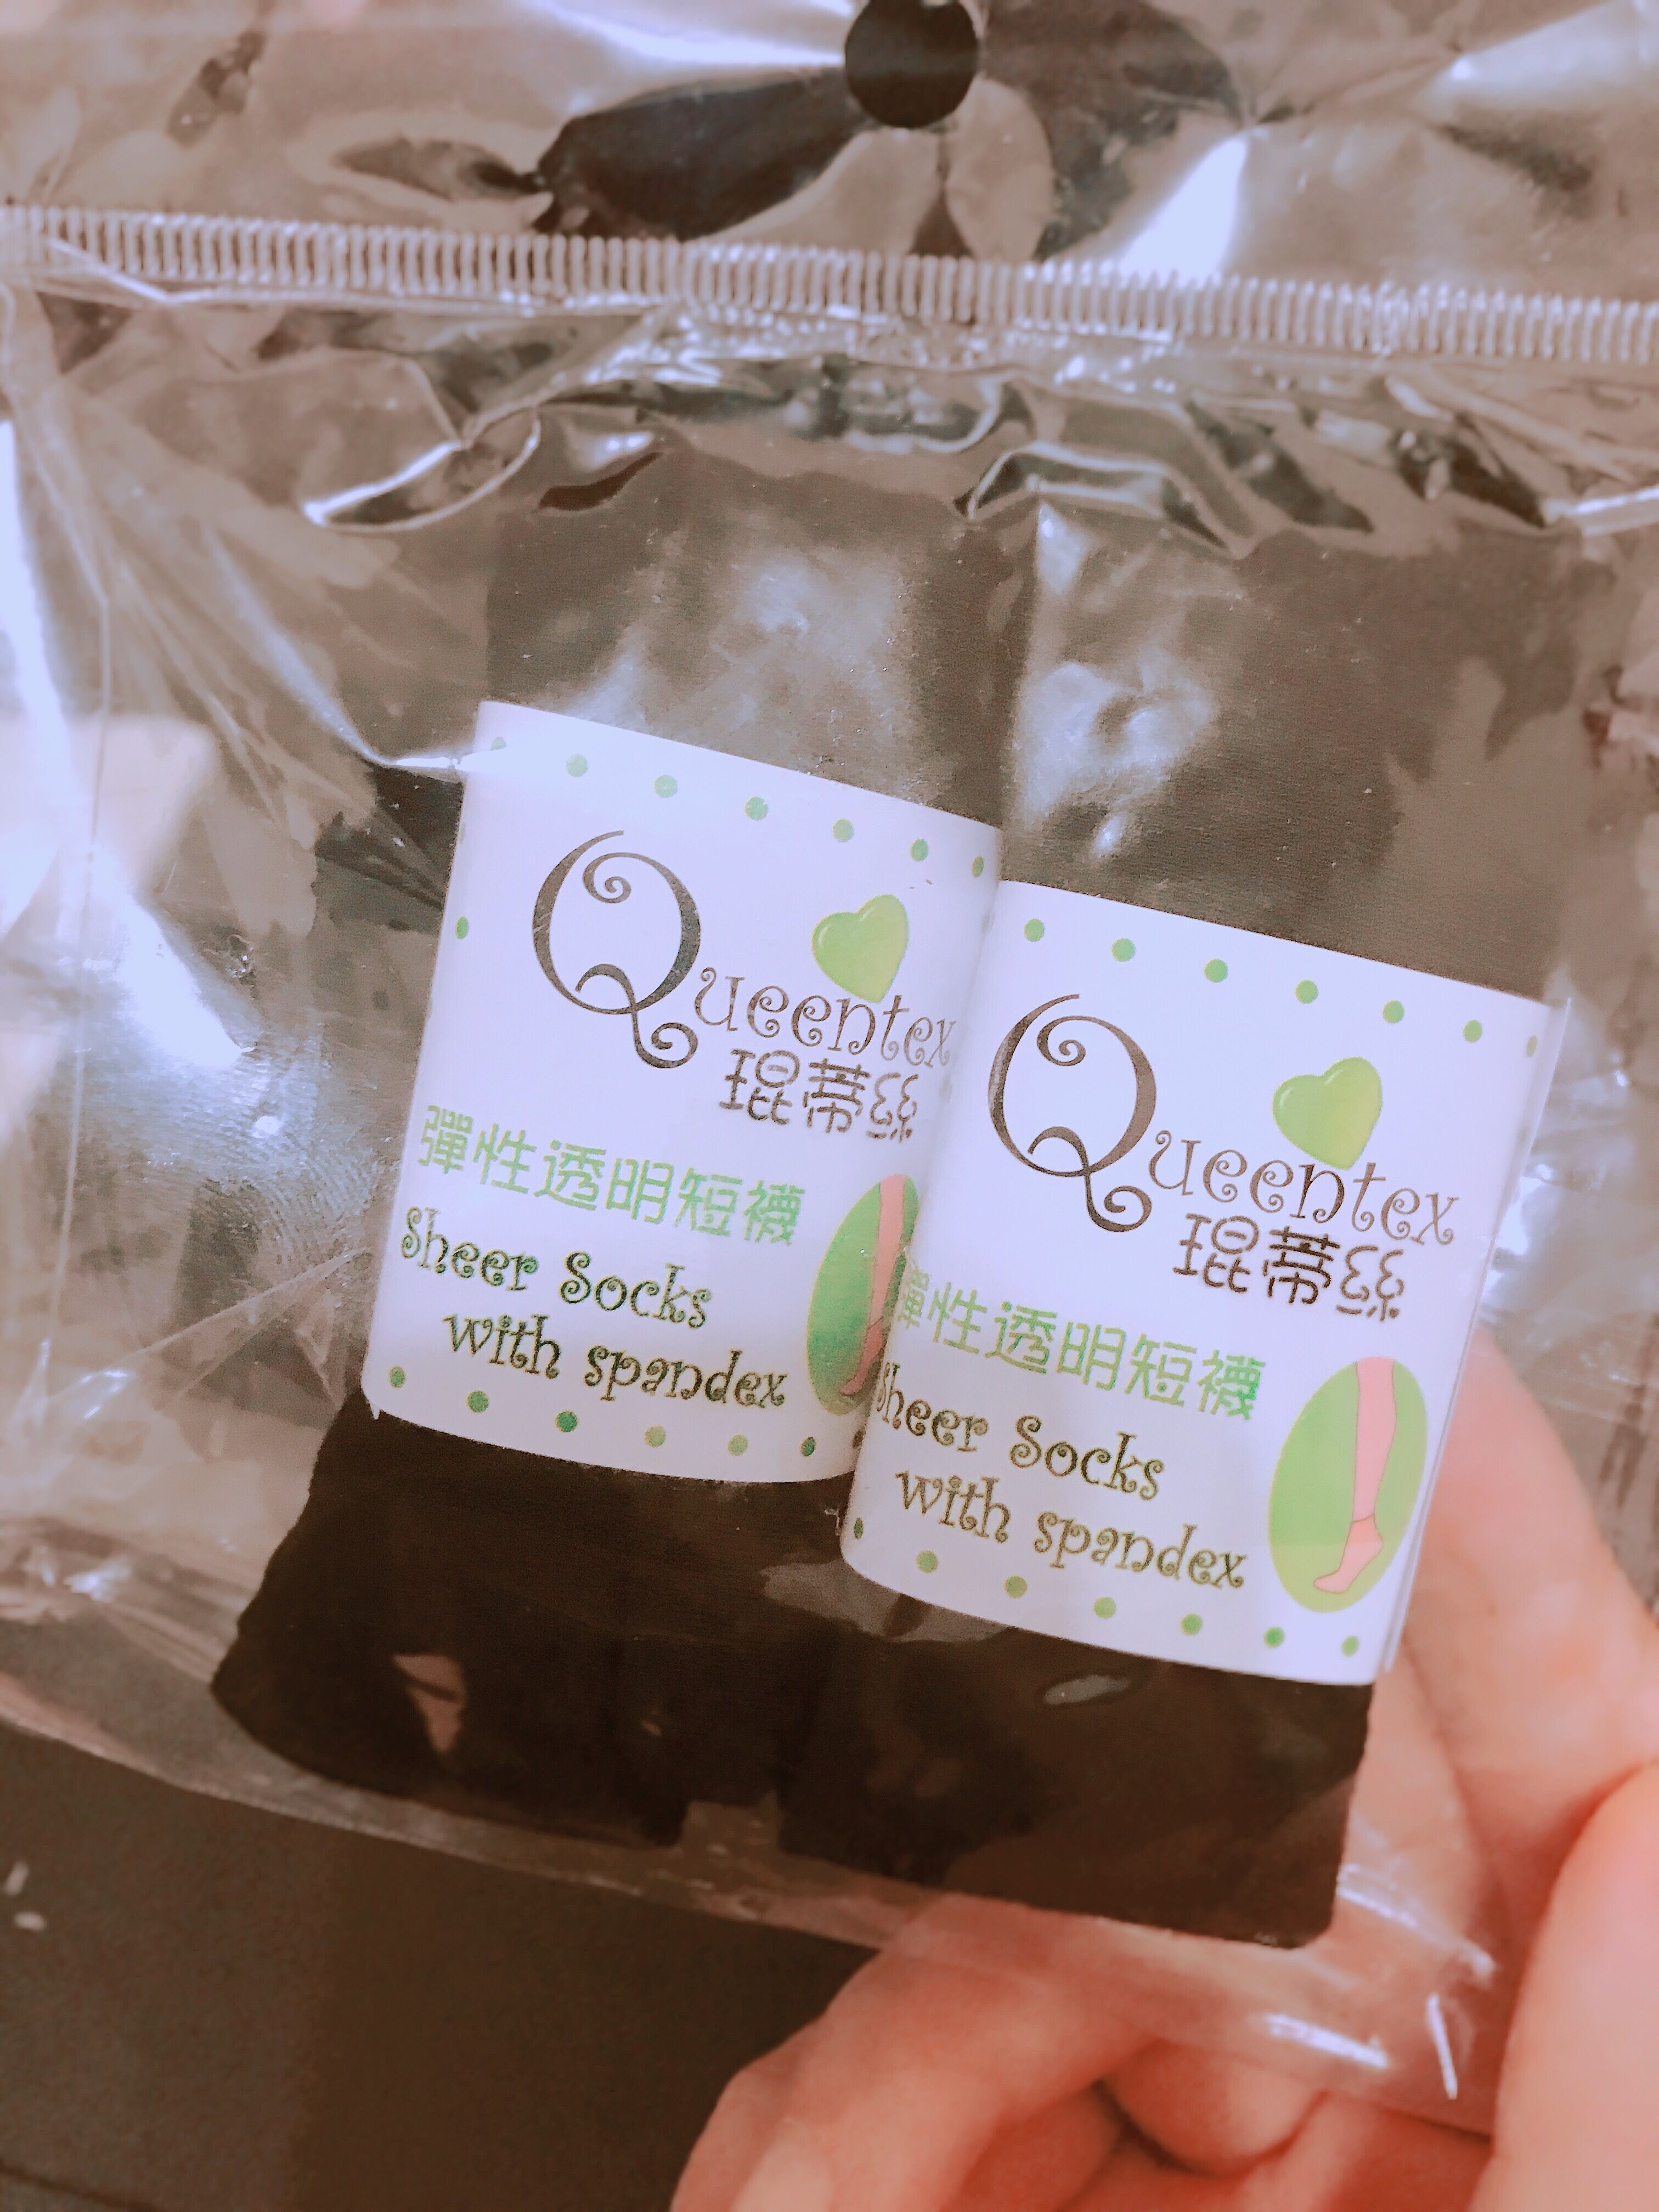 Queentex
琨蒂絲
彈性透明短襪
Sheer Socks
with spandex
Queentex
琨蒂絲
彈性透明短襪
Sheer Socks
with spandex